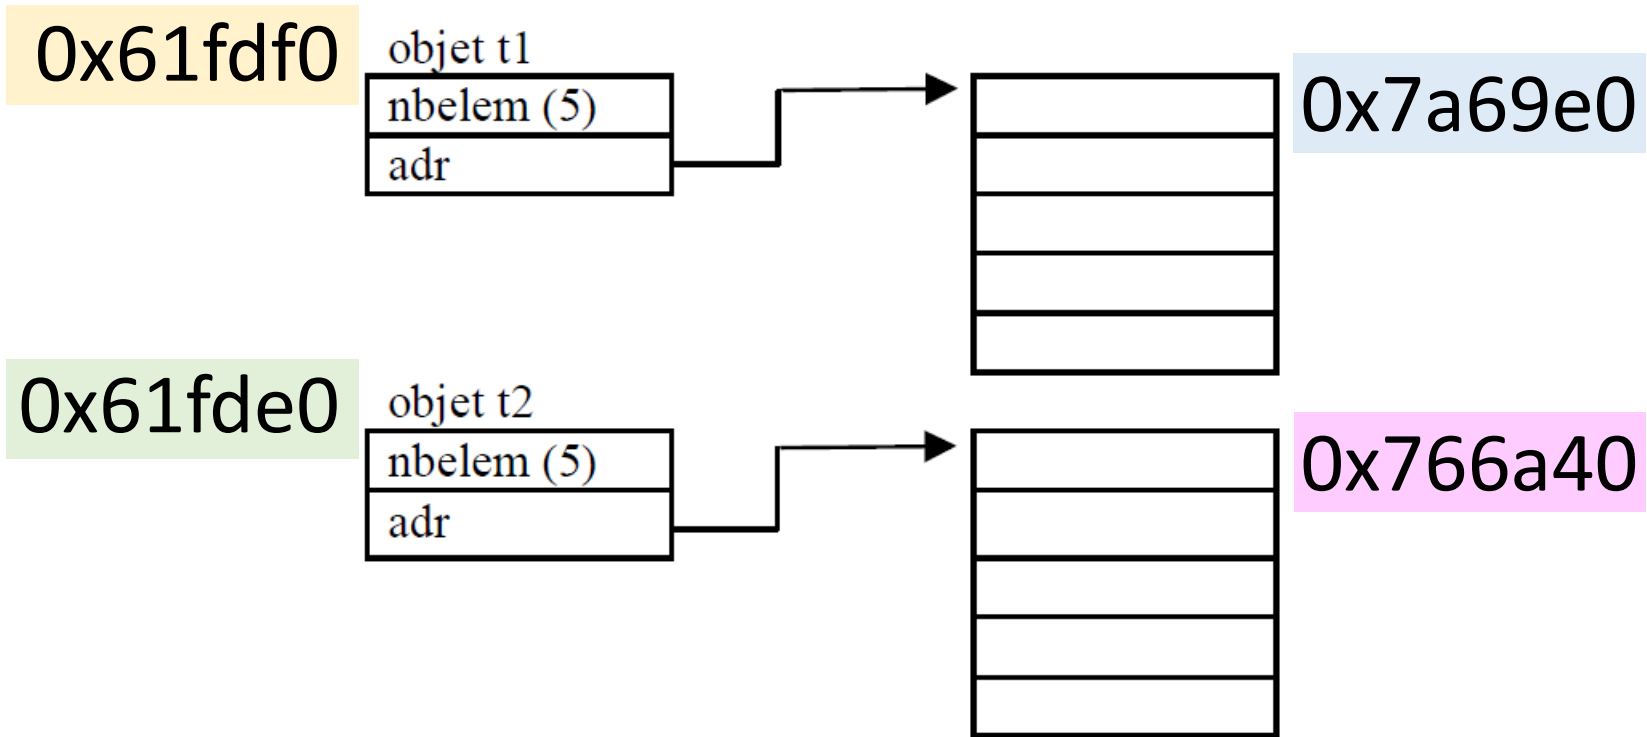 0x61fdf0
objet t1
nbelem (5)
adr
0x7a69e0
0x61fde0
objet t2
nbelem (5)
adr
0x766a40